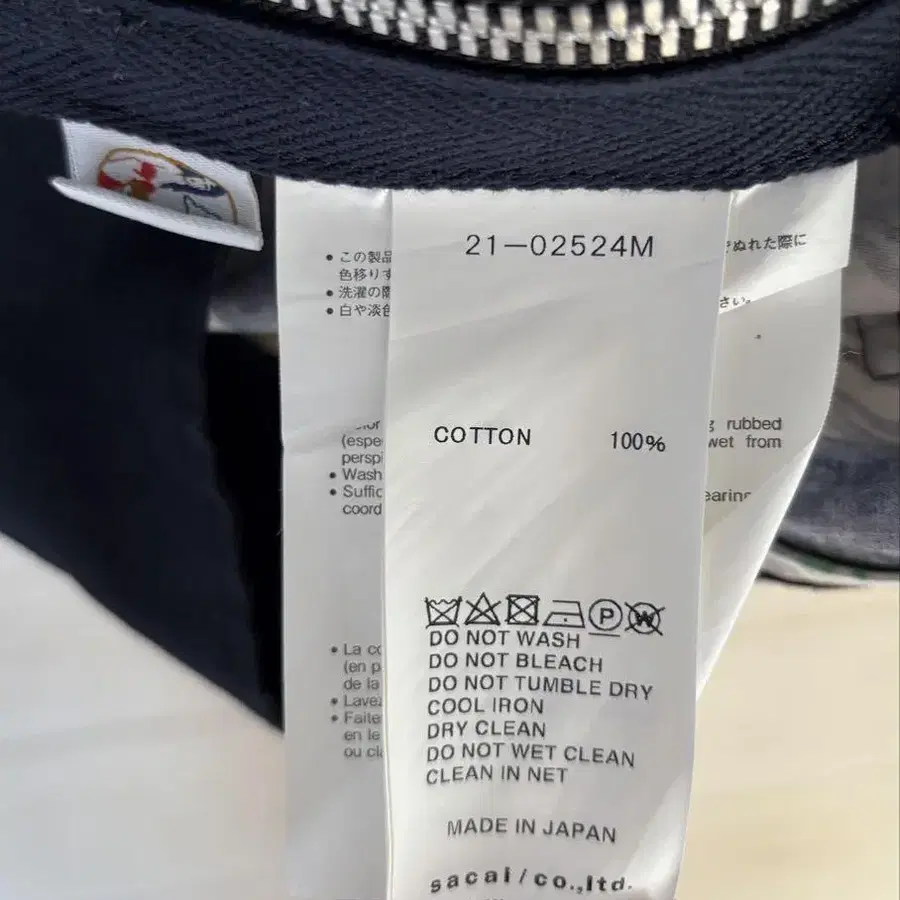 21-02524M
• この製品
色移りす
• 洗濯の際
• 白や淡色
でぬれた際に
さい。
COTTON 100%
(espe
perspi
• Wash
• Suffic
coord
rubbed
wet from
earing
DO NOT WASH
DO NOT BLEACH
DO NOT TUMBLE DRY
COOL IRON
DRY CLEAN
DO NOT WET CLEAN
CLEAN IN NET
• La co
(en p
de la
• Lavez
• Faite
en le
ou cl
MADE IN JAPAN
sacai / co.,ltd.